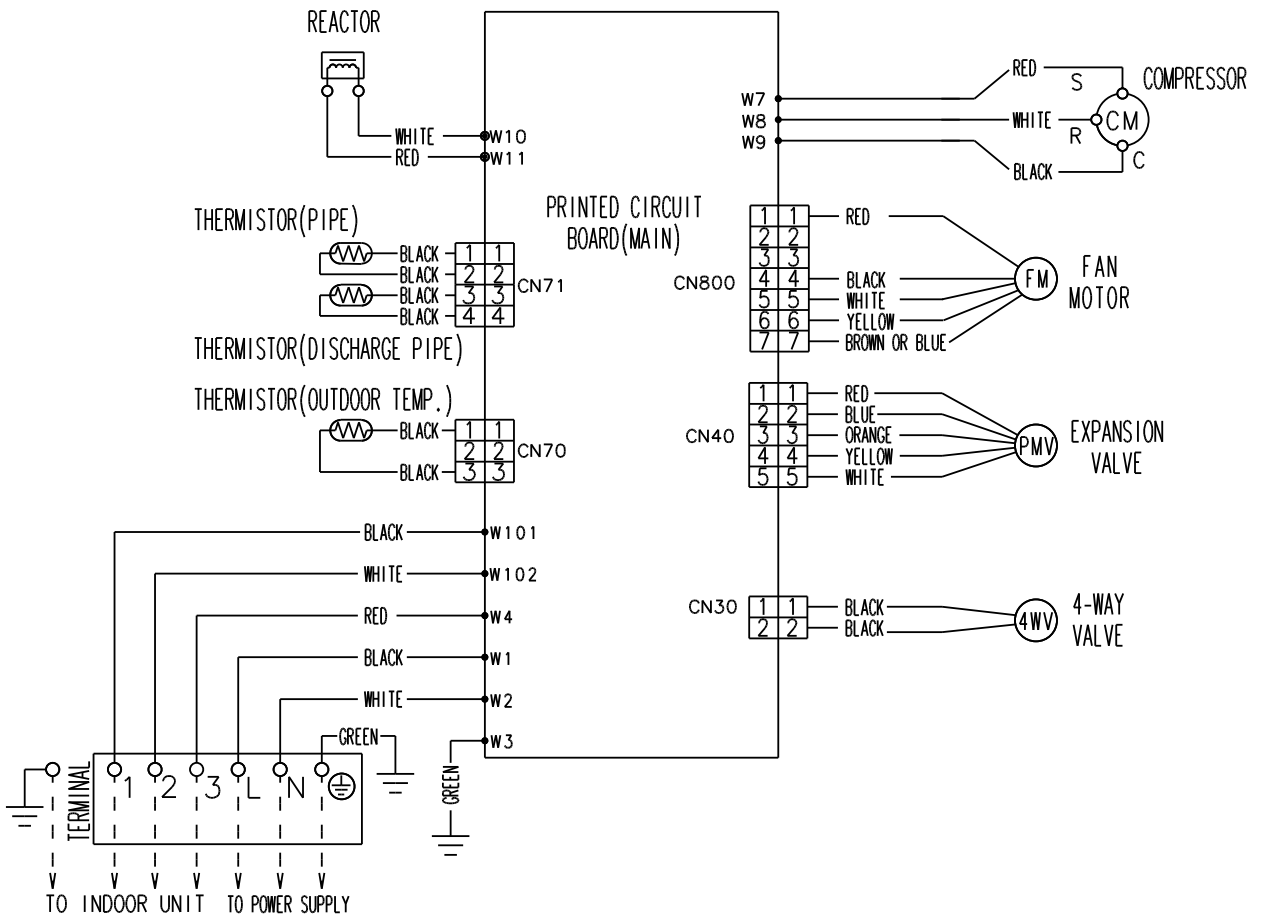 REACTOR
WHITE W10
RED W11
THERMISTOR(PIPE)
BLACK 1 1
BLACK 2 2
BLACK 3 3
BLACK 4 4
CN71
THERMISTOR(DISCHARGE PIPE)
THERMISTOR(OUTDOOR TEMP.)
BLACK 1 1
2 2
BLACK 3 3
CN70
BLACK W101
WHITE W102
RED W4
BLACK W1
WHITE W2
GREEN W3
GREEN
TERMINAL
1 2 3 L N
TO INDOOR UNIT TO POWER SUPPLY
PRINTED CIRCUIT
BOARD(MAIN)
W7 RED S
W8 WHITE R
W9 BLACK C
CM
COMPRESSOR
CN800
1 1 RED
2 2
3 3
4 4 BLACK
5 5 WHITE
6 6 YELLOW
7 7 BROWN OR BLUE
FM
FAN
MOTOR
CN40
1 1 RED
2 2 BLUE
3 3 ORANGE
4 4 YELLOW
5 5 WHITE
PMV
EXPANSION
VALVE
CN30
1 1 BLACK
2 2 BLACK
4WV
4-WAY
VALVE